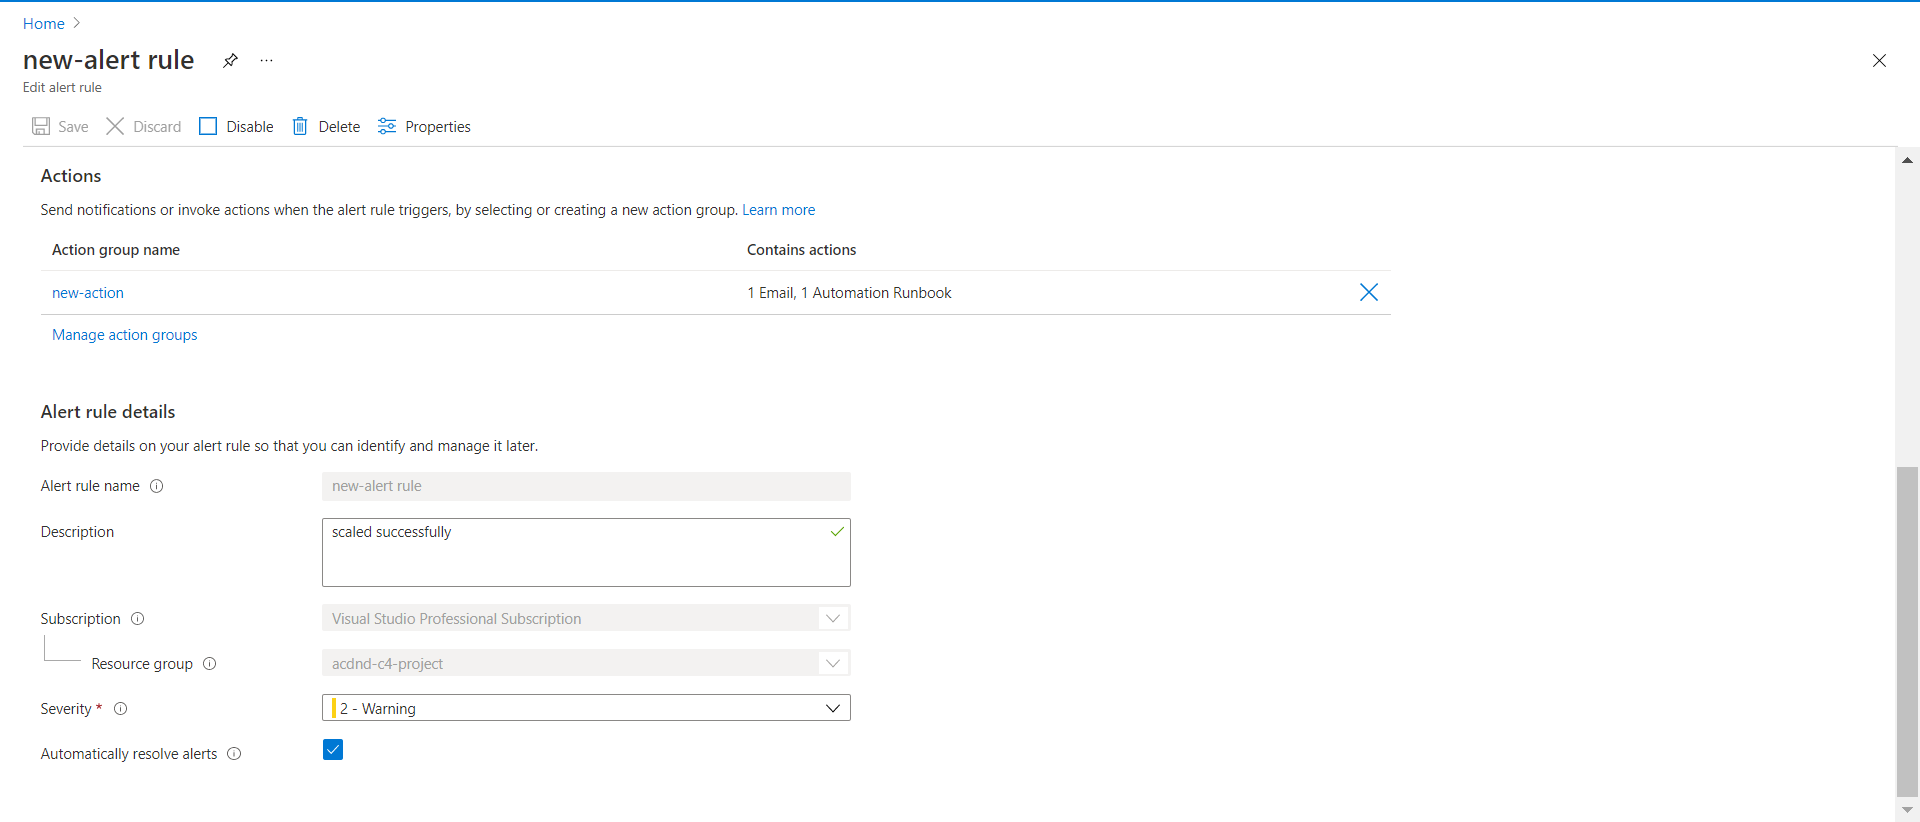 Home
new-alert rule
Edit alert rule
Save Discard Disable Delete Properties
Actions
Send notifications or invoke actions when the alert rule triggers, by selecting or creating a new action group. Learn more
Action group name Contains actions
new-action 1 Email, 1 Automation Runbook
Manage action groups
Alert rule details
Provide details on your alert rule so that you can identify and manage it later.
Alert rule name new-alert rule
Description scaled successfully
Subscription Visual Studio Professional Subscription
Resource group acdnd-c4-project
Severity * 2 - Warning
Automatically resolve alerts